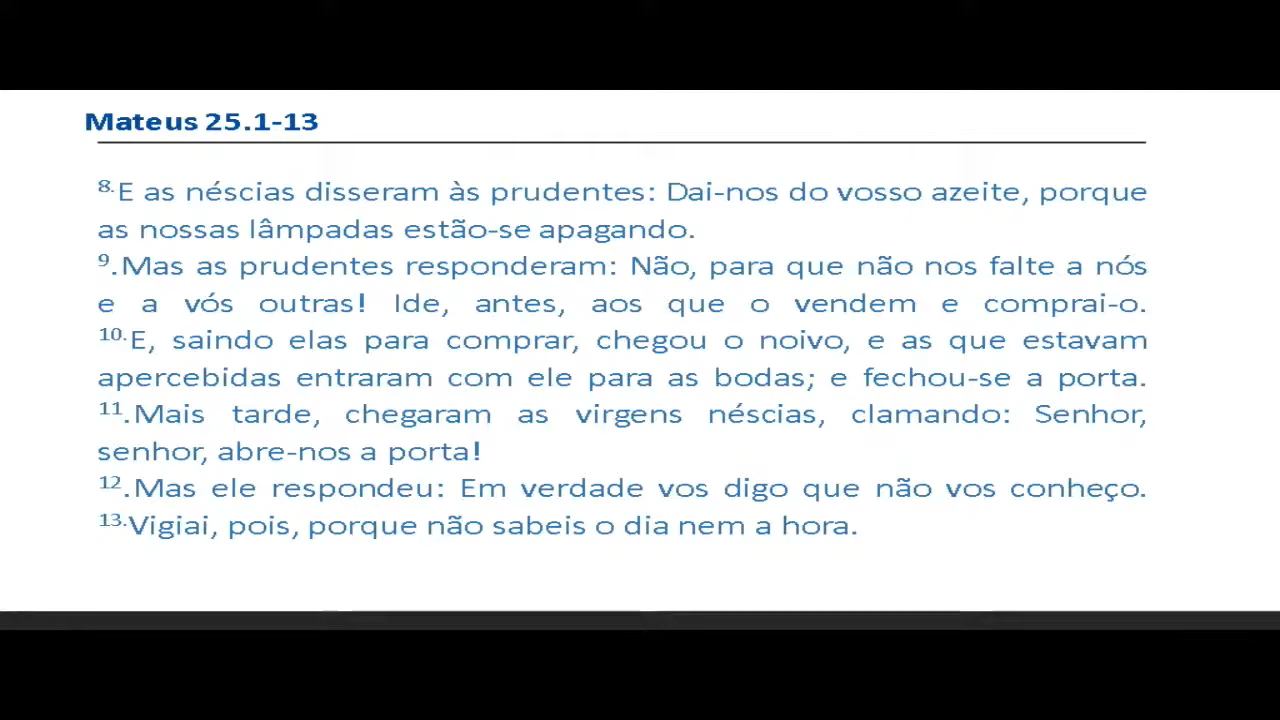 Mateus 25.1-13
8.E as néscias disseram às prudentes: Dai-nos do vosso azeite, porque
as nossas lâmpadas estão-se apagando.
9.Mas as prudentes responderam: Não, para que não nos falte a nós
e a vós outras! Ide, antes, aos que o vendem e comprai-o.
10.E, saindo elas para comprar, chegou o noivo, e as que estavam
apercebidas entraram com ele para as bodas; e fechou-se a porta.
11.Mais tarde, chegaram as virgens néscias, clamando: Senhor,
senhor, abre-nos a porta!
12.Mas ele respondeu: Em verdade vos digo que não vos conheço.
13.Vigiai, pois, porque não sabeis o dia nem a hora.